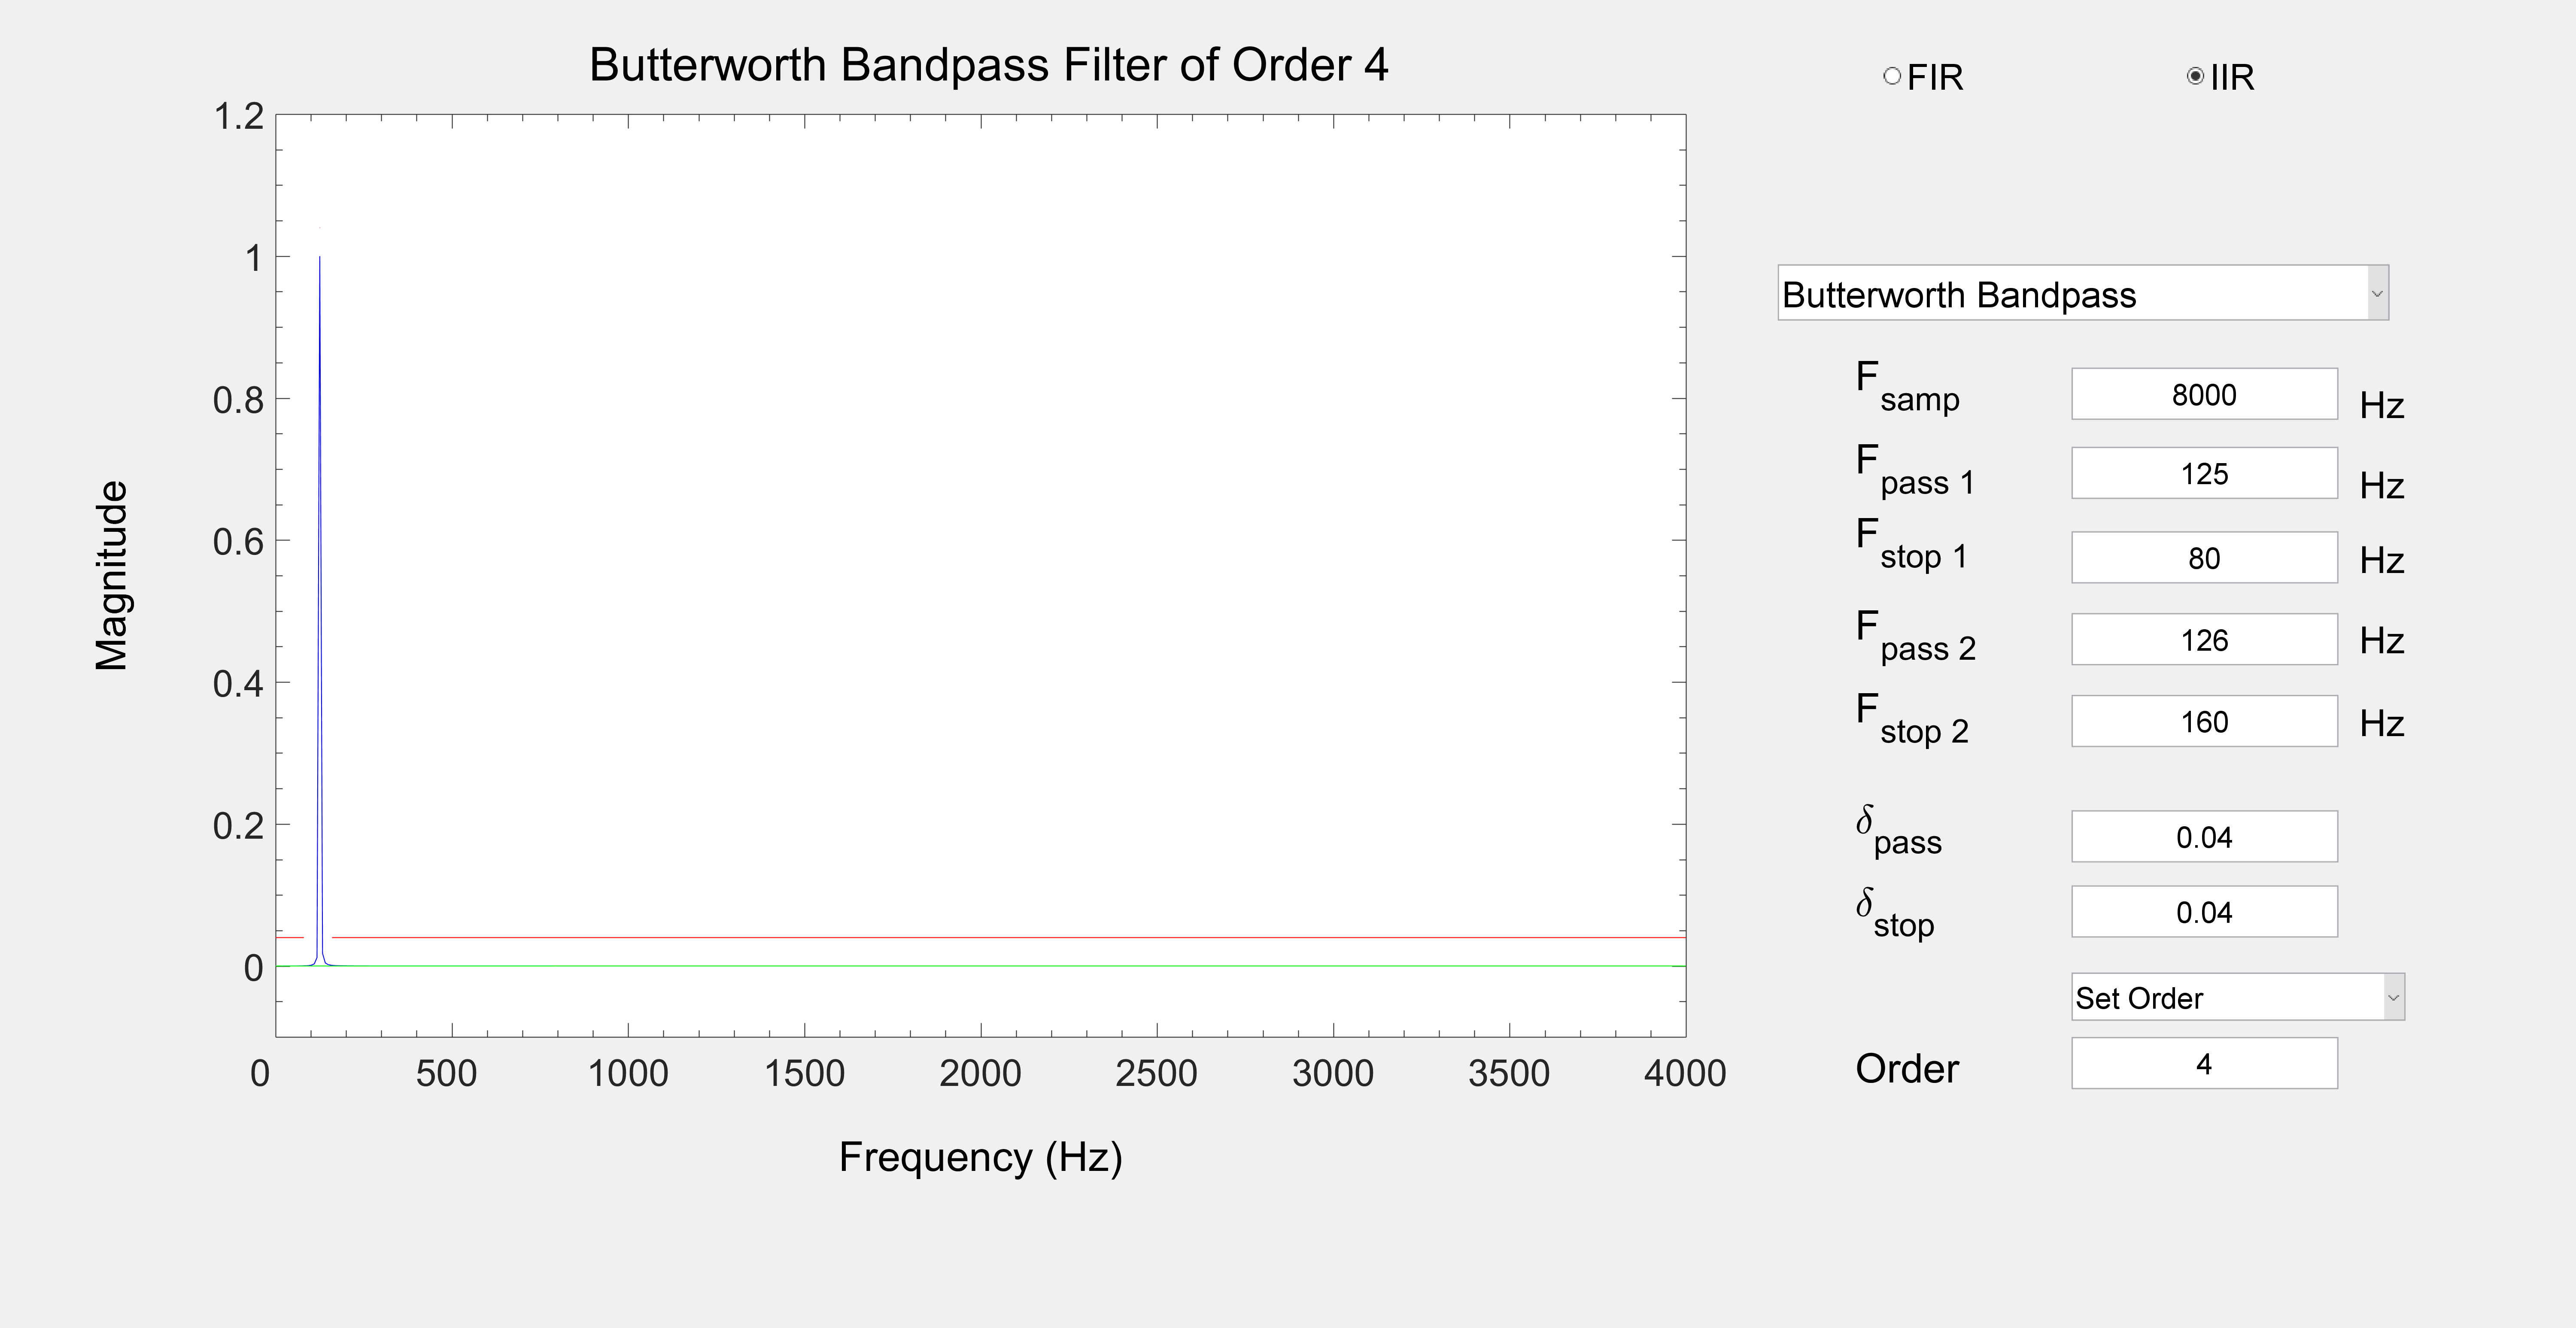 Butterworth Bandpass Filter of Order 4
1.2
1
0.8
0.6
0.4
0.2
0
Magnitude
0 500 1000 1500 2000 2500 3000 3500 4000
Frequency (Hz)
FIR IIR
Butterworth Bandpass
F samp 8000 Hz
F pass 1 125 Hz
F stop 1 80 Hz
F pass 2 126 Hz
F stop 2 160 Hz
δ pass 0.04
δ stop 0.04
Set Order
Order 4